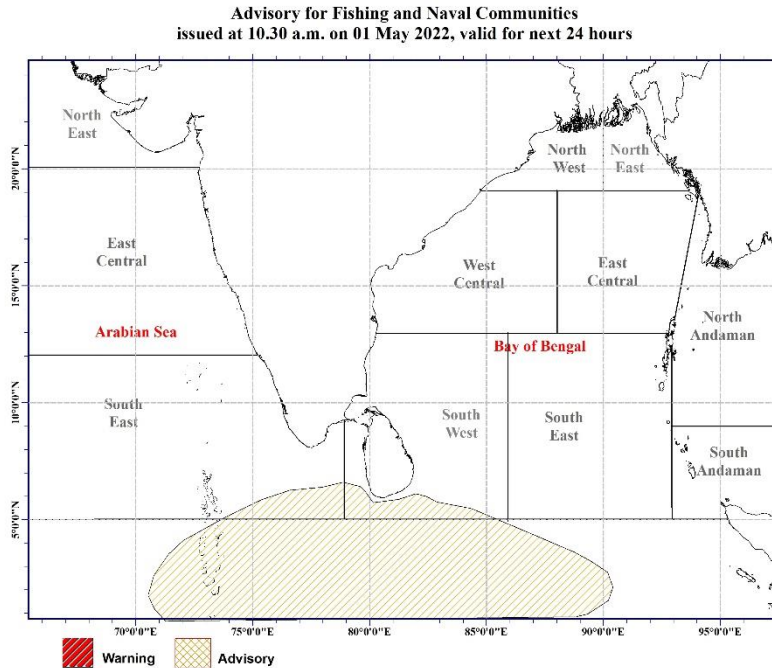 Advisory for Fishing and Naval Communities
issued at 10.30 a.m. on 01 May 2022, valid for next 24 hours
North
East
North
West
North
East
20°0'0"N
East
Central
West
Central
East
Central
15°0'0"N
North
Andaman
Arabian Sea
Bay of Bengal
10°0'0"N
South
East
South
West
South
East
South
Andaman
5°0'0"N
70°0'0"E
75°0'0"E
80°0'0"E
85°0'0"E
90°0'0"E
95°0'0"E
Warning
Advisory